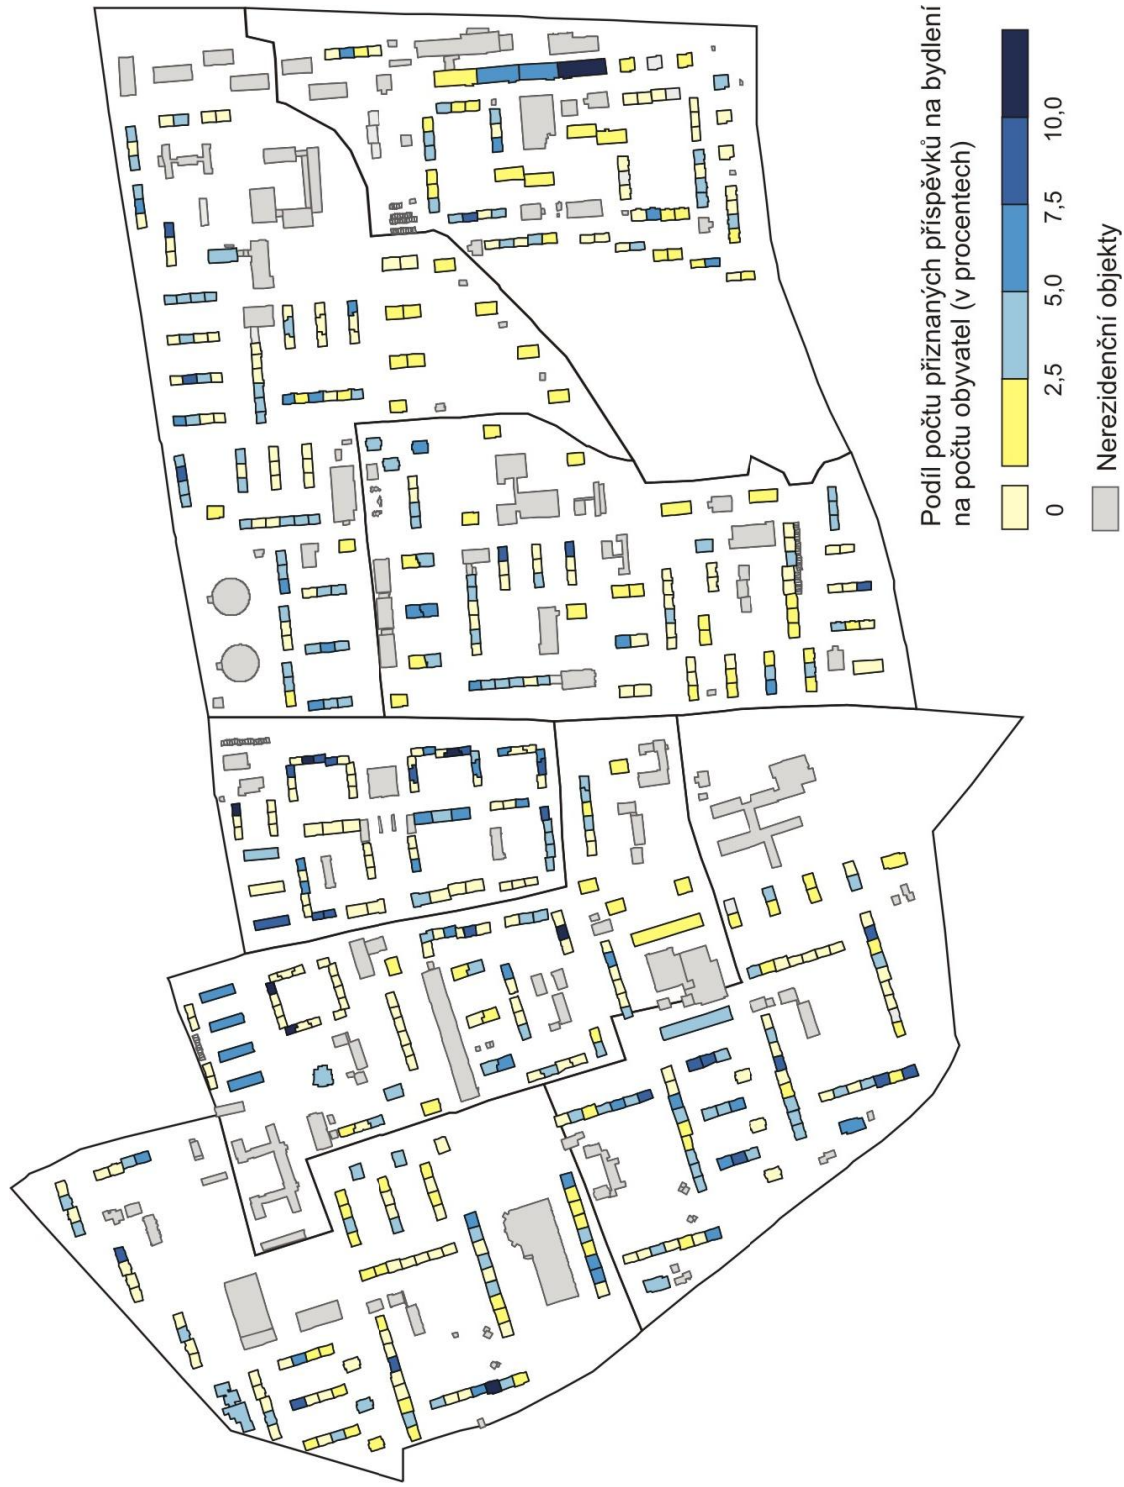 Podíl počtu přiznaných příspěvků na bydlení
na počtu obyvatel (v procentech)
0
2,5
5,0
7,5
10,0
Nerezidenční objekty